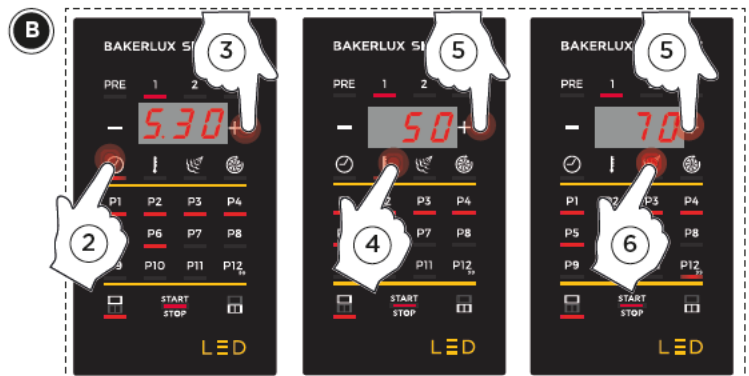 B
BAKERLUX
3
PRE 1 2
− 5.30 +
P1 P2 P3 P4
2
P6 P7 P8
P10 P11 P12
START
STOP
LED
BAKERLUX
5
PRE 1
− 50 +
P3 P4
4
P7 P8
P11 P12
START
STOP
LED
BAKERLUX
5
PRE 1 2
− 70
P1 P3 P4
6
P5 P8
P9 P12
START
STOP
LED